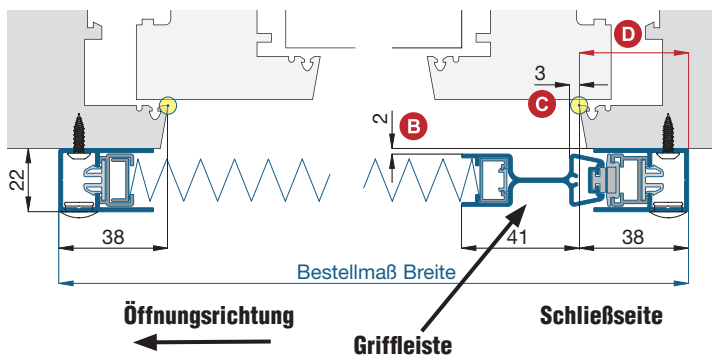 D
3
C
B
2
22
38
41
38
Bestellmaß Breite
Öffnungsrichtung
Schließseite
Griffleiste